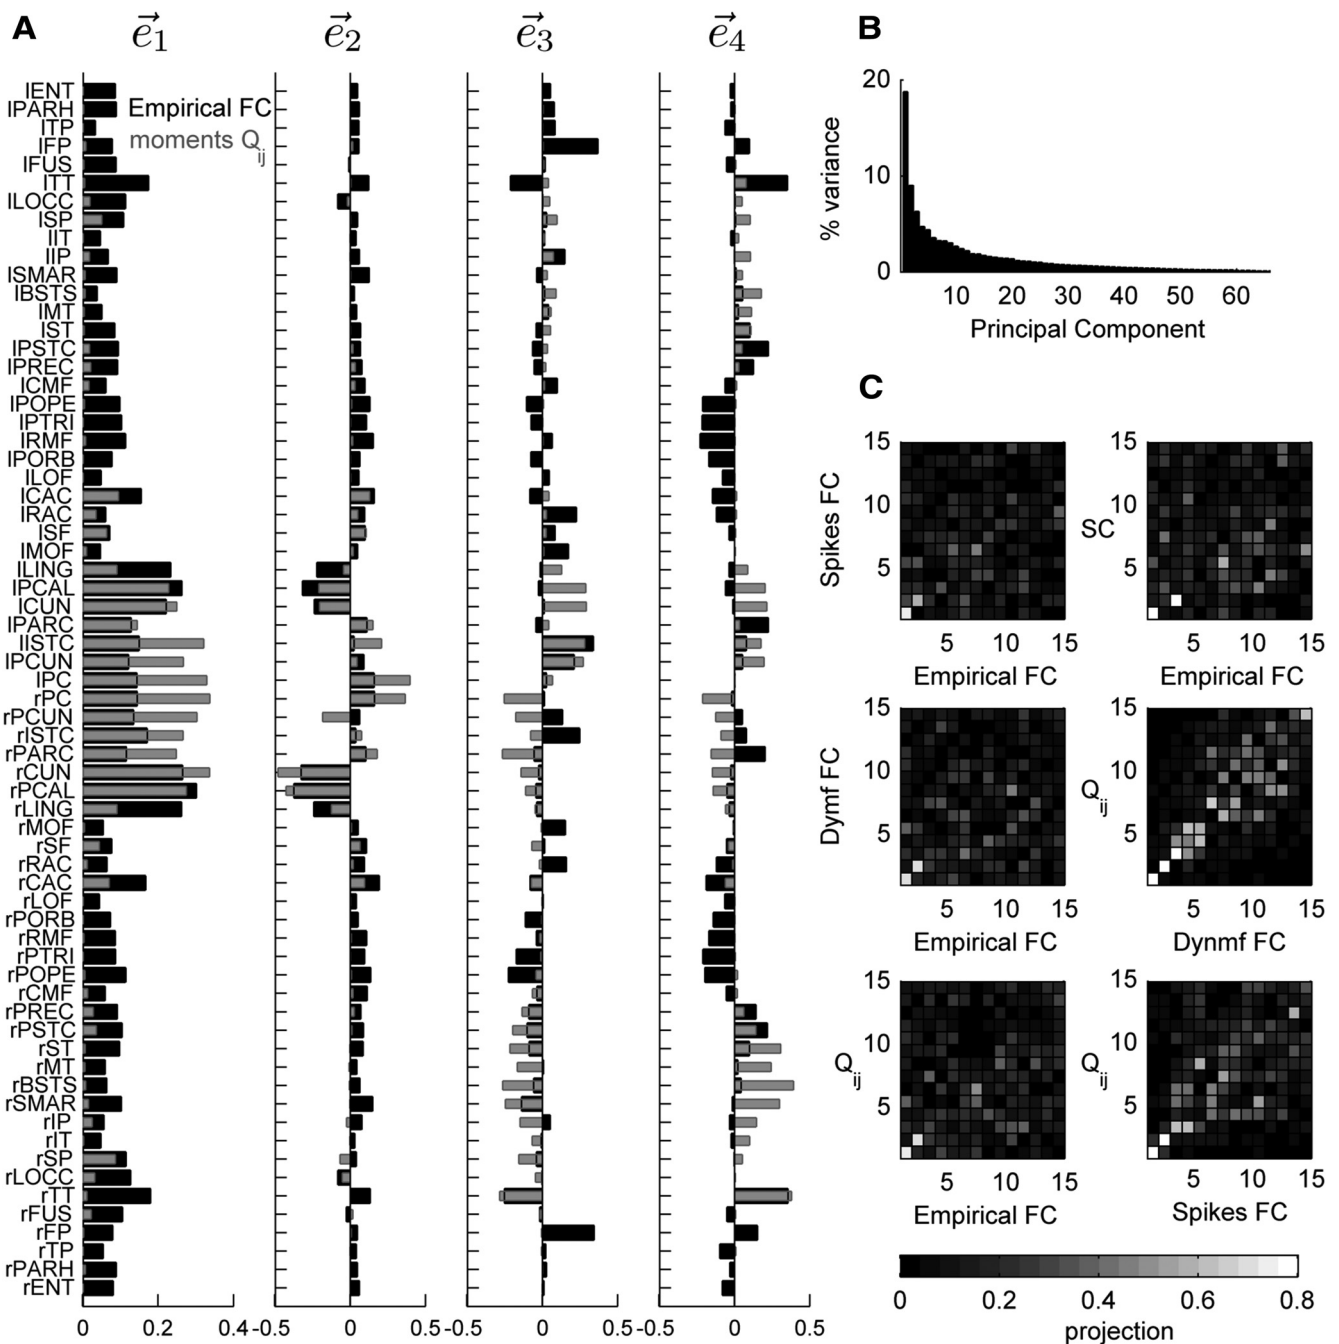 A
e⃗1
e⃗2
e⃗3
e⃗4
lENT
lPARH
lTP
lFP
lFUS
lTT
lLOCC
lSP
lIT
lIP
lSMAR
lBSTS
lMT
lST
lPSTC
lPREC
lCMF
lPOPE
lPTRI
lRMF
lPORB
lLOF
lCAC
lRAC
lSF
lMOF
lLING
lPCAL
lCUN
lPARC
lISTC
lPCUN
lPC
rPC
rPCUN
rISTC
rPARC
rCUN
rPCAL
rLING
rMOF
rSF
rRAC
rCAC
rLOF
rPORB
rRMF
rPTRI
rPOPE
rCMF
rPREC
rPSTC
rST
rMT
rBSTS
rSMAR
rIP
rIT
rSP
rLOCC
rTT
rFUS
rFP
rTP
rPARH
rENT
Empirical FC
moments Qij
0 0.2 0.4
-0.5 0 0.5
-0.5 0 0.5
-0.5 0 0.5
B
% variance
20
10
0
10 20 30 40 50 60
Principal Component
C
Spikes FC
15
10
5
5 10 15
Empirical FC
SC
15
10
5
5 10 15
Empirical FC
Dymf FC
15
10
5
5 10 15
Empirical FC
Qij
15
10
5
5 10 15
Dynmf FC
Qij
15
10
5
5 10 15
Empirical FC
Qij
15
10
5
5 10 15
Spikes FC
0 0.2 0.4 0.6 0.8
projection